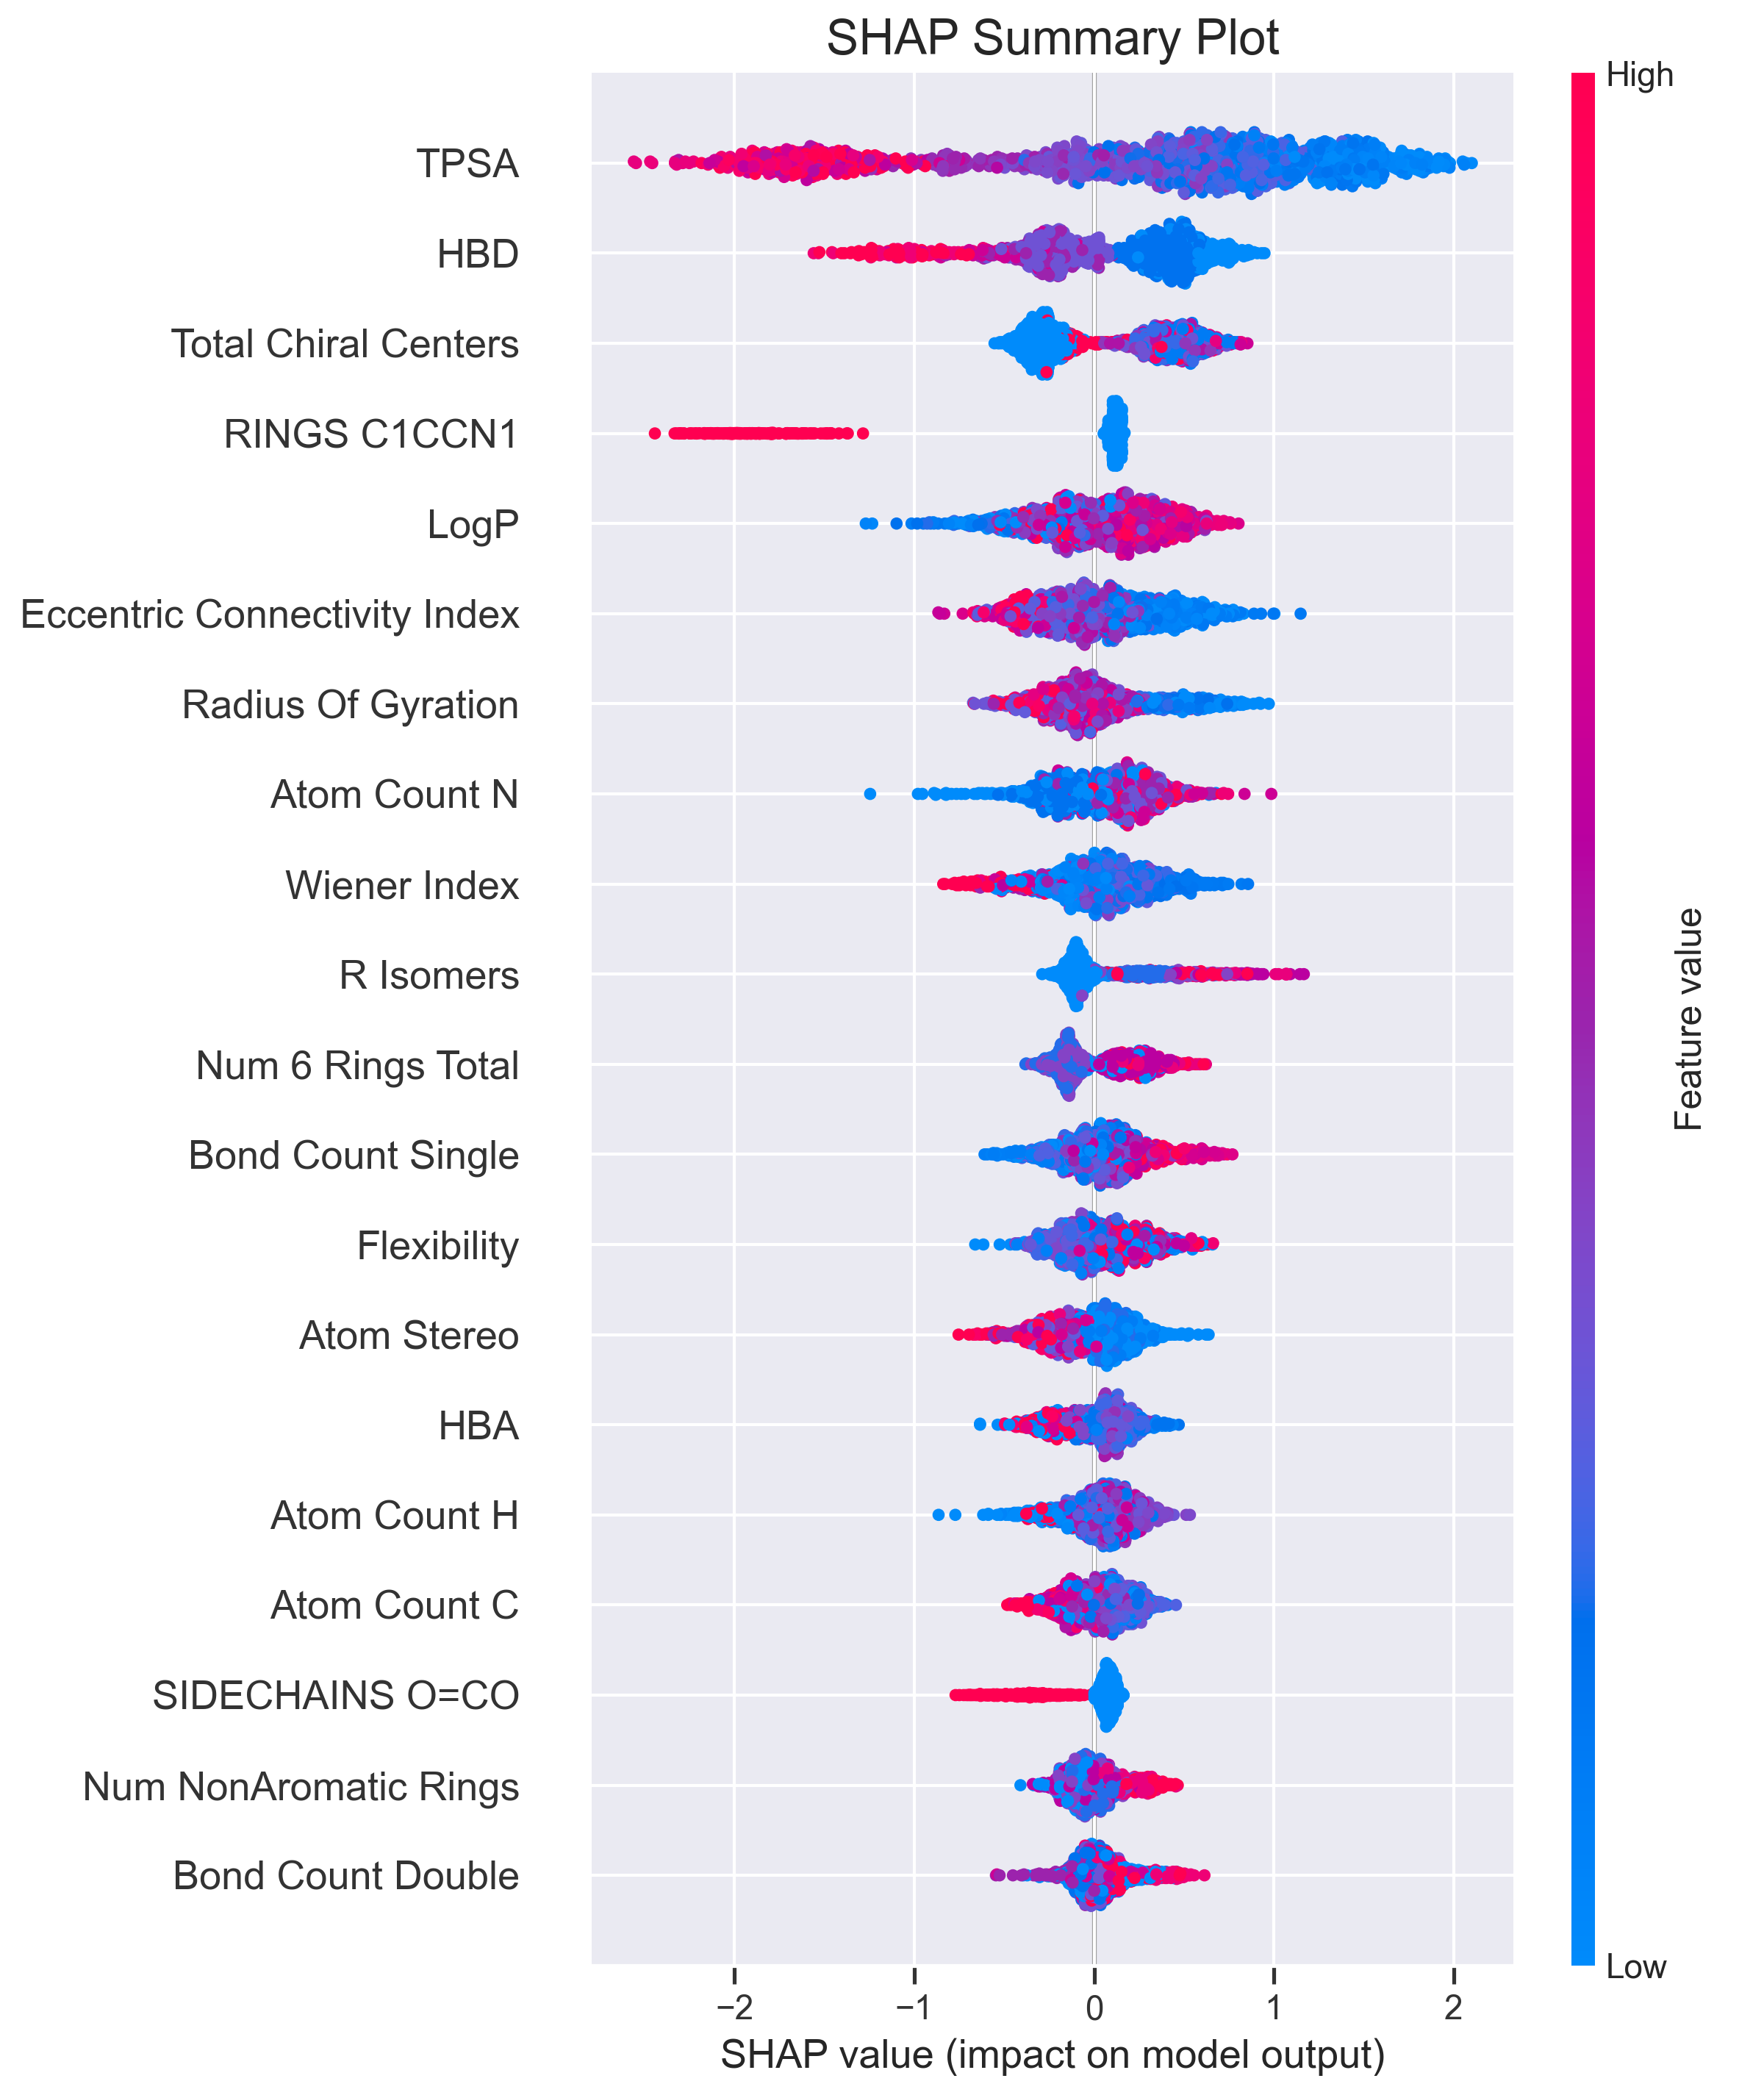 SHAP Summary Plot
High
TPSA
HBD
Total Chiral Centers
RINGS C1CCN1
LogP
Eccentric Connectivity Index
Radius Of Gyration
Atom Count N
Wiener Index
R Isomers
Num 6 Rings Total
Bond Count Single
Flexibility
Atom Stereo
HBA
Atom Count H
Atom Count C
SIDECHAINS O=CO
Num NonAromatic Rings
Bond Count Double
Feature value
Low
−2 −1 0 1 2
SHAP value (impact on model output)